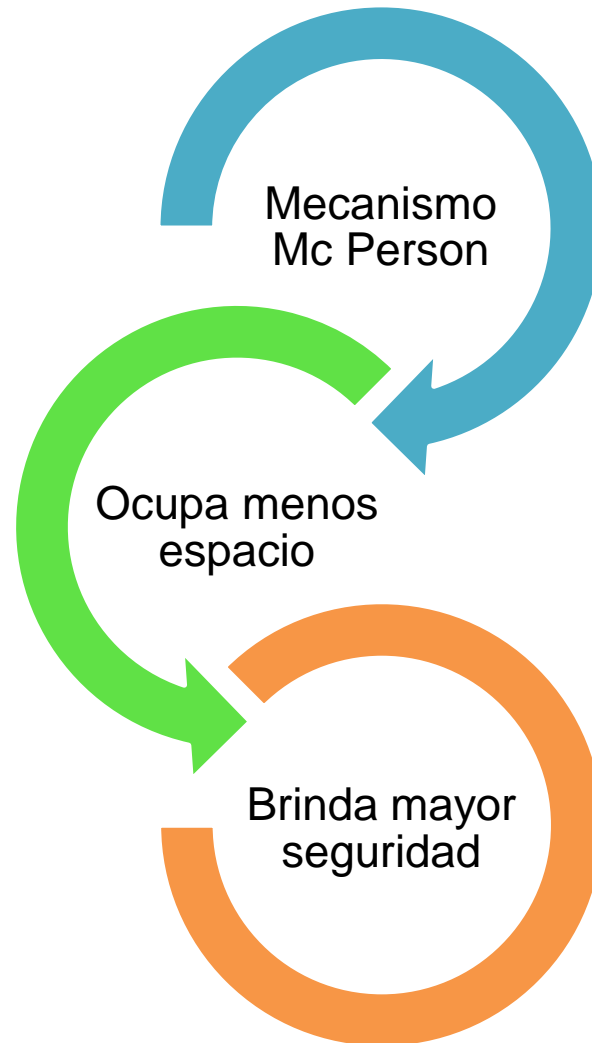 Mecanismo
Mc Person
Ocupa menos
espacio
Brinda mayor
seguridad